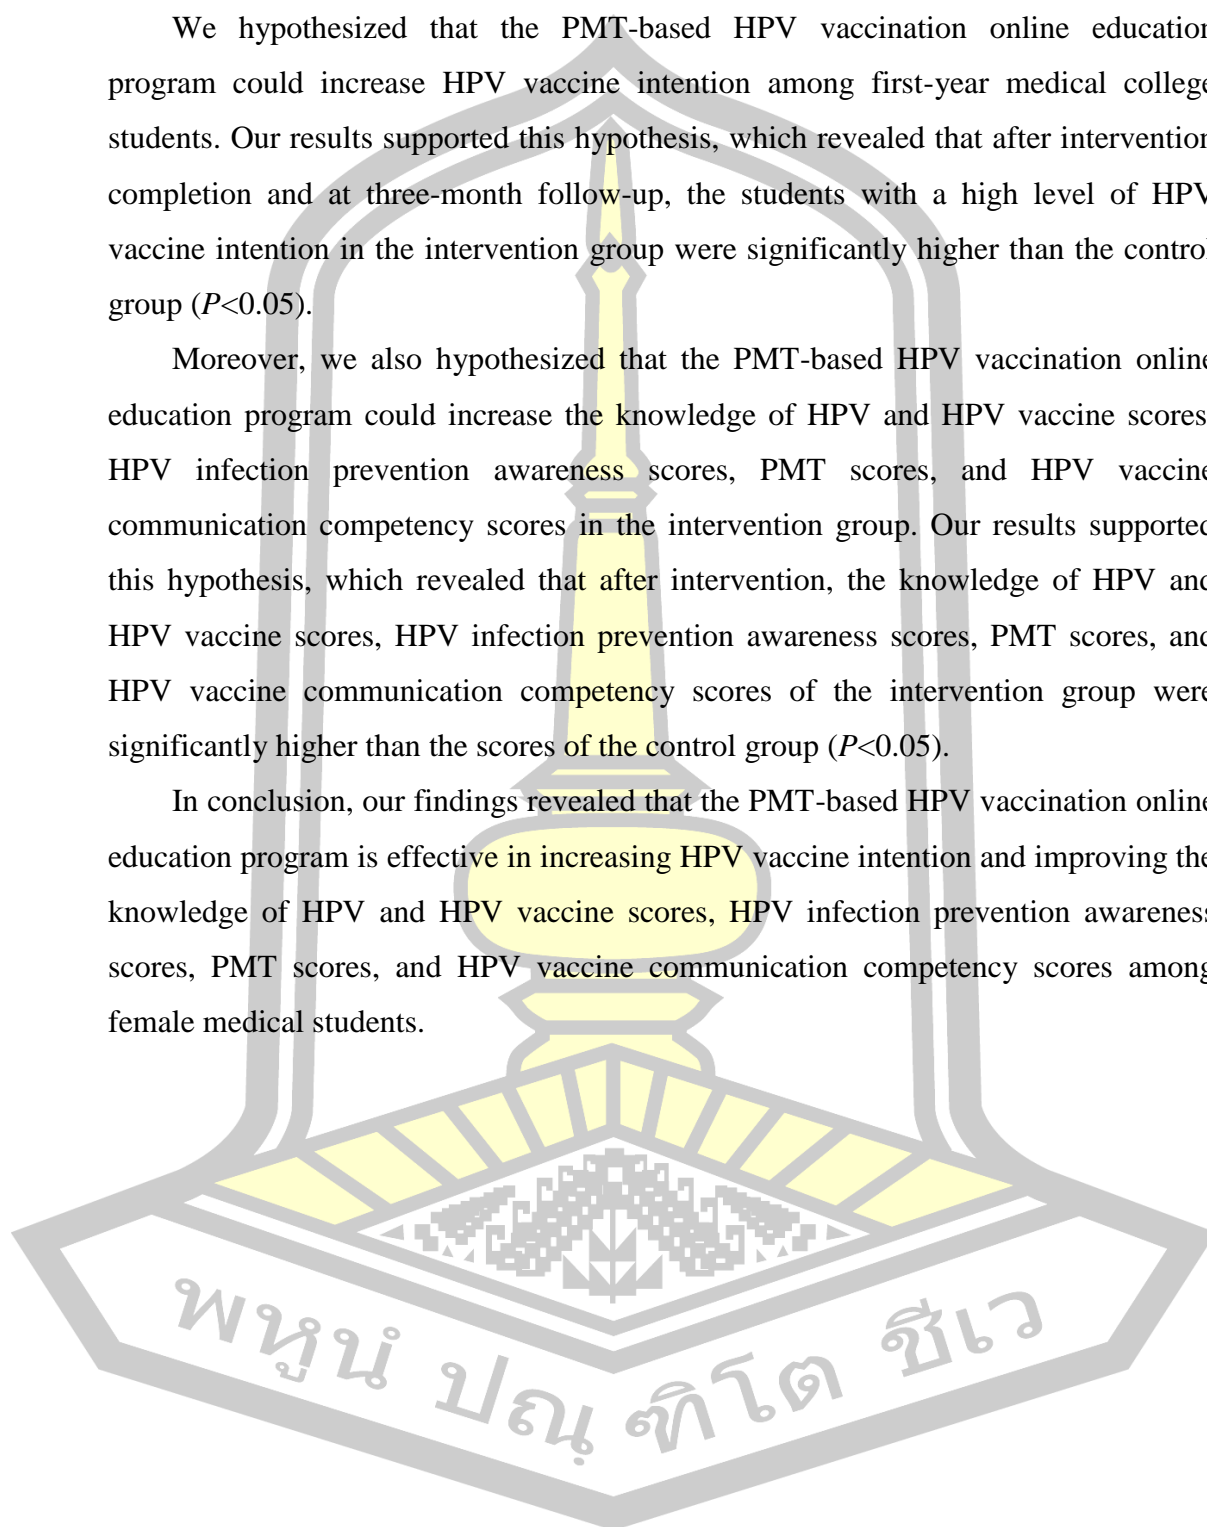 We hypothesized that the PMT-based HPV vaccination online education
program could increase HPV vaccine intention among first-year medical college
students. Our results supported this hypothesis, which revealed that after intervention
completion and at three-month follow-up, the students with a high level of HPV
vaccine intention in the intervention group were significantly higher than the control
group (P<0.05).
Moreover, we also hypothesized that the PMT-based HPV vaccination online
education program could increase the knowledge of HPV and HPV vaccine scores
HPV infection prevention awareness scores, PMT scores, and HPV vaccine
communication competency scores in the intervention group. Our results supported
this hypothesis, which revealed that after intervention, the knowledge of HPV and
HPV vaccine scores, HPV infection prevention awareness scores, PMT scores, and
HPV vaccine communication competency scores of the intervention group were
significantly higher than the scores of the control group (P<0.05).
In conclusion, our findings revealed that the PMT-based HPV vaccination online
education program is effective in increasing HPV vaccine intention and improving the
knowledge of HPV and HPV vaccine scores, HPV infection prevention awareness
scores, PMT scores, and HPV vaccine communication competency scores among
female medical students.
พหูนํ ปณฺฑิโต ชีเว